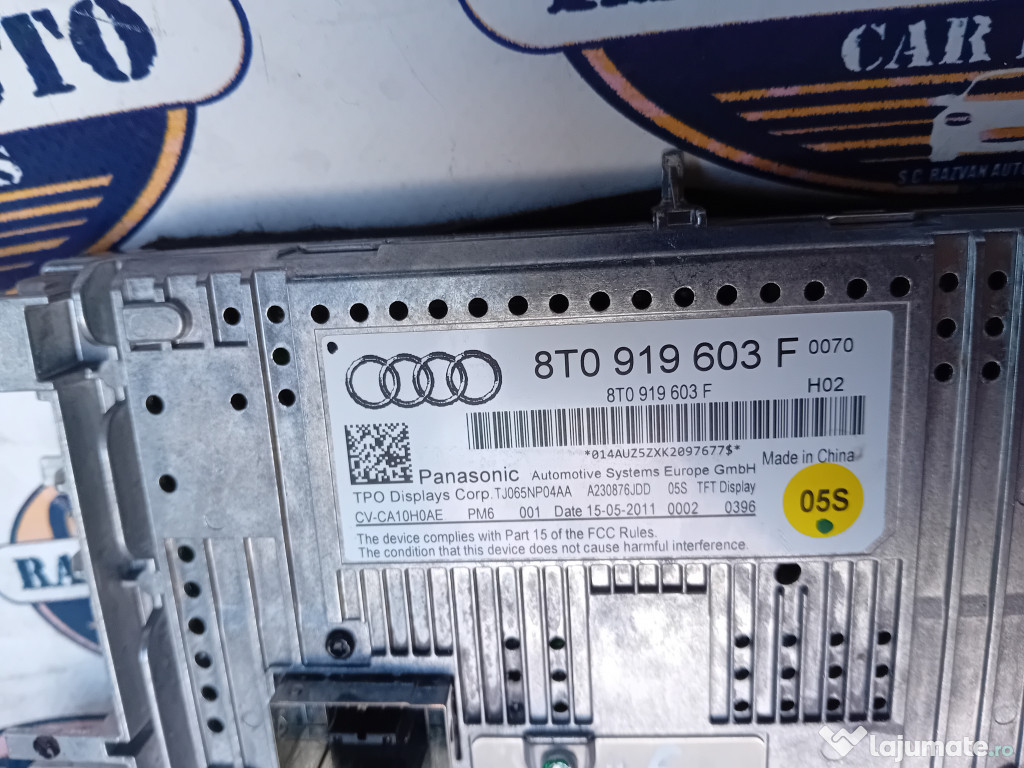 AUTO
CAR
S.C. RAZVAN AUTO
8T0 919 603 F 0070
8T0 919 603 F H02
*014AUZ5ZXK2097677$*
Panasonic Automotive Systems Europe GmbH Made in China
TPO Displays Corp. TJ065NP04AA A230876JDD 05S TFT Display
CV-CA10H0AE PM6 001 Date 15-05-2011 0002 0396
05S
The device complies with Part 15 of the FCC Rules.
The condition that this device does not cause harmful interference.
RA
lajumate.ro